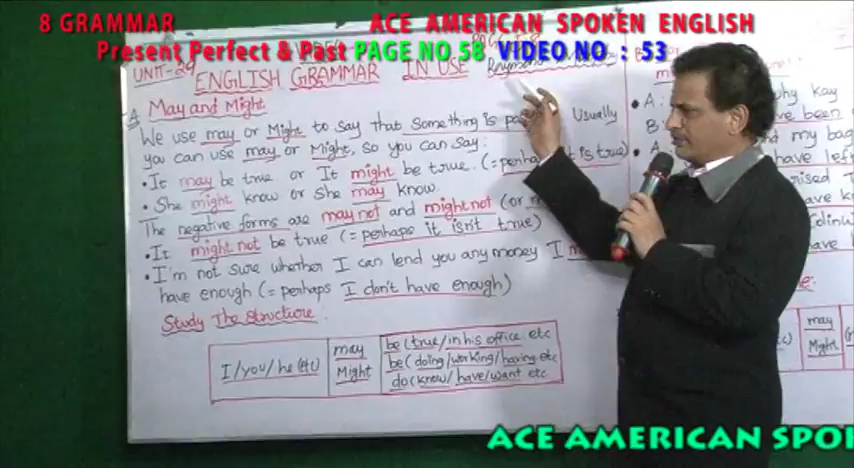 8 GRAMMAR
ACE AMERICAN SPOKEN ENGLISH
Present Perfect & Past PAGE NO 58 VIDEO NO : 53
UNIT-29 ENGLISH GRAMMAR IN USE
A May and Might
We use may or Might to say that something is Usually
you can use may or Might, so you can say:
• It may be true or It might be true. (= perhaps it is true)
• She might know or She may know.
The negative forms are may not and might not (or
• It might not be true (= perhaps it isn't true)
• I'm not sure whether I can lend you any money I
have enough (= perhaps I don't have enough)
Study The Structure
I/you/he (etc)
may
Might
be (true/in his office etc
be (doing/working/having etc
do (know/have/want etc
B
• A: why Kay
B: have been
• A and my bag
have left
rised
have
have
may
Might
ACE AMERICAN SPO